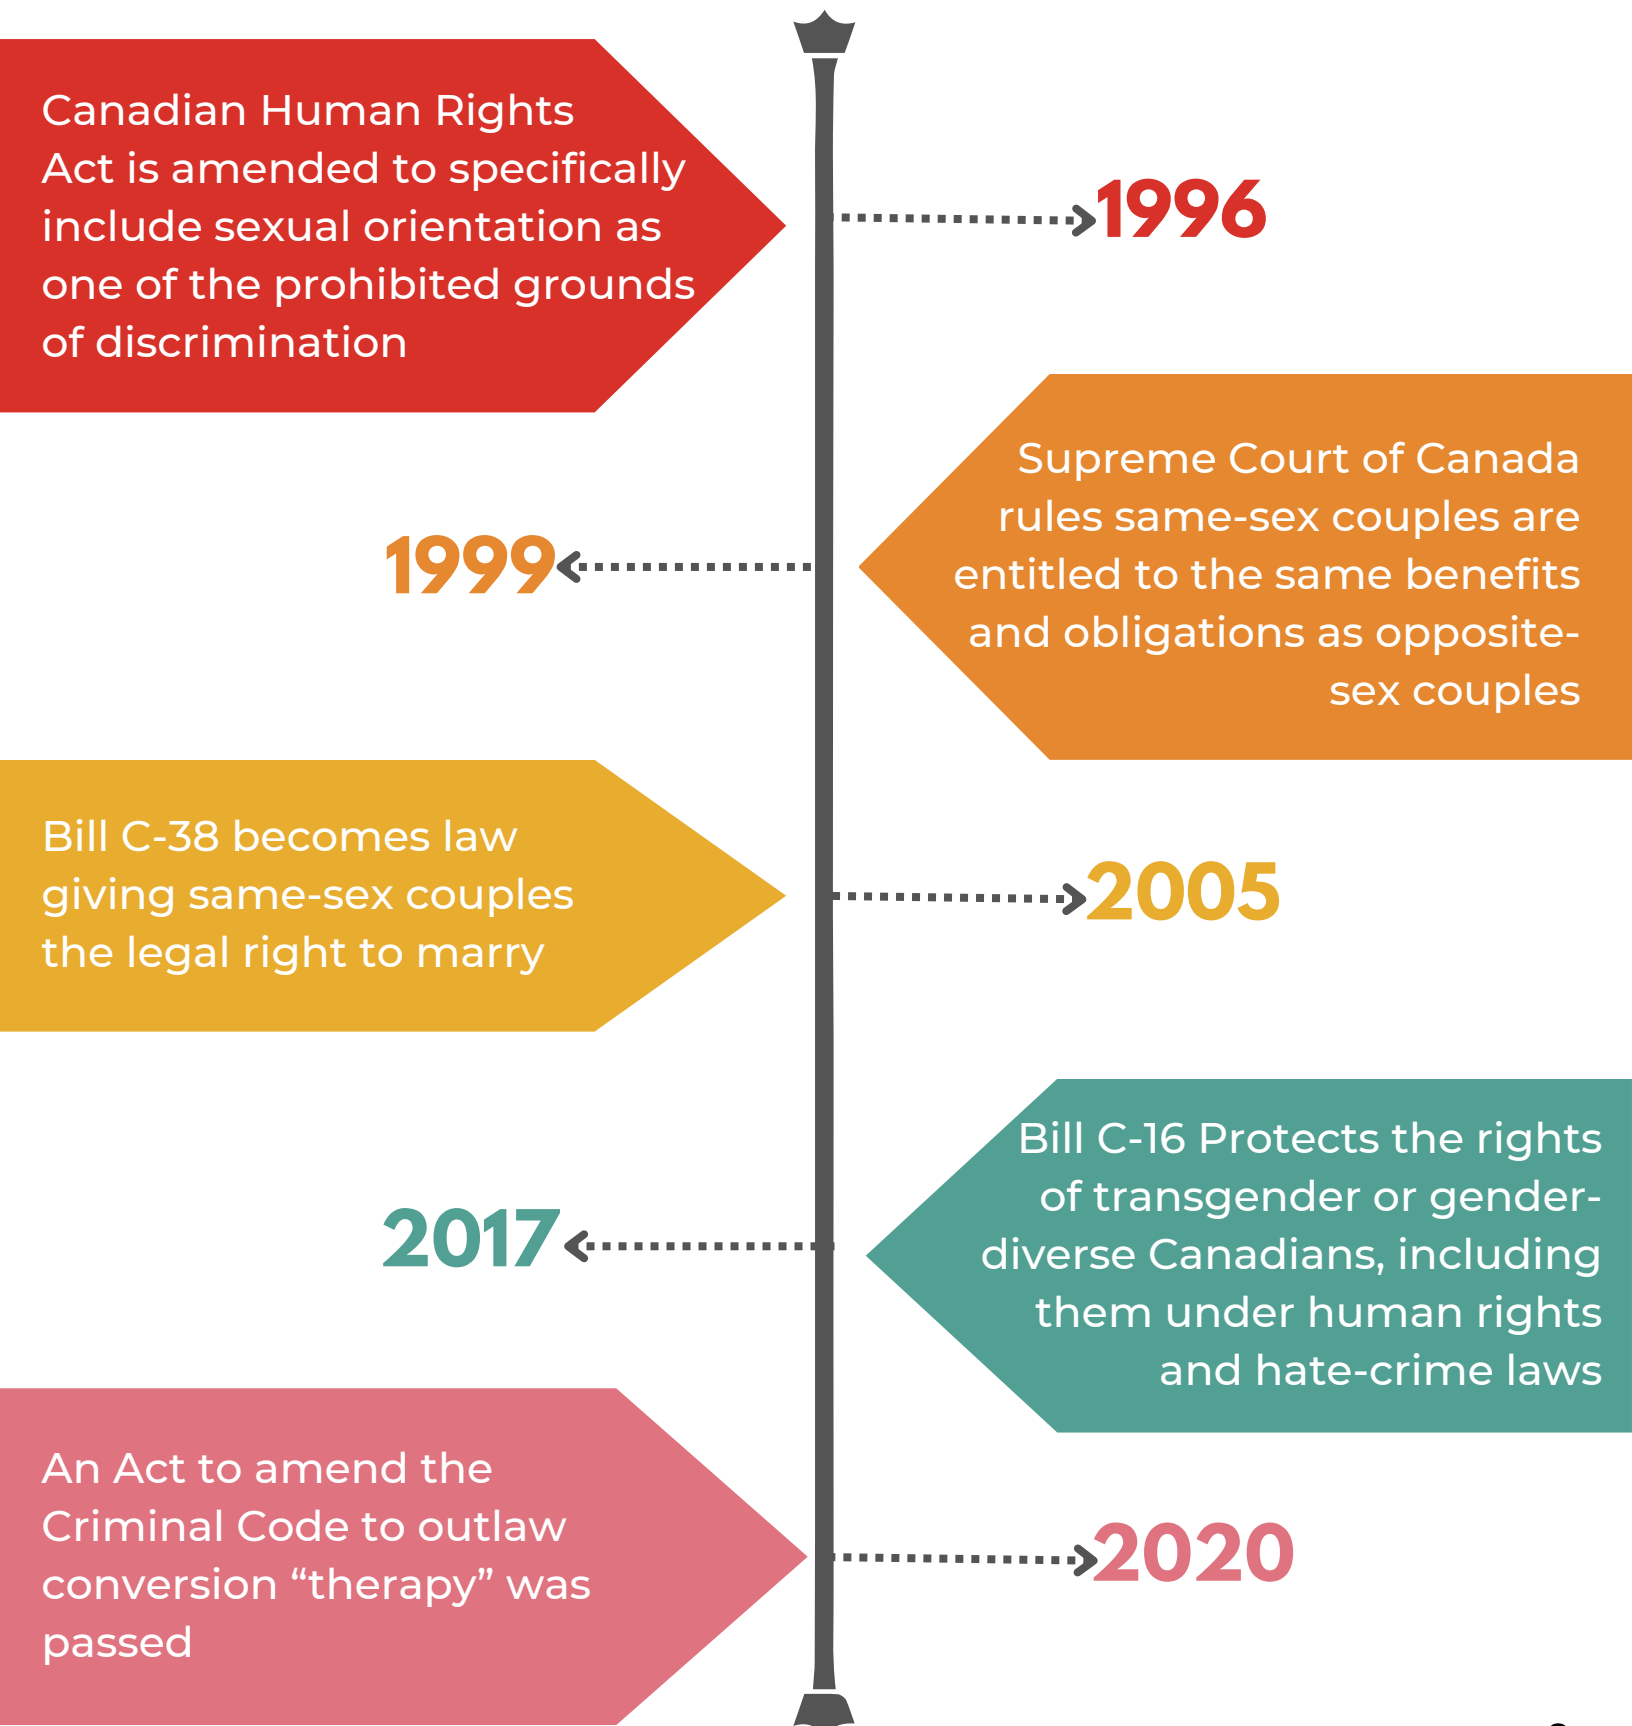 Canadian Human Rights
Act is amended to specifically
include sexual orientation as
one of the prohibited grounds
of discrimination
1996
Supreme Court of Canada
rules same-sex couples are
entitled to the same benefits
and obligations as opposite-
sex couples
1999
Bill C-38 becomes law
giving same-sex couples
the legal right to marry
2005
Bill C-16 Protects the rights
of transgender or gender-
diverse Canadians, including
them under human rights
and hate-crime laws
2017
An Act to amend the
Criminal Code to outlaw
conversion “therapy” was
passed
2020